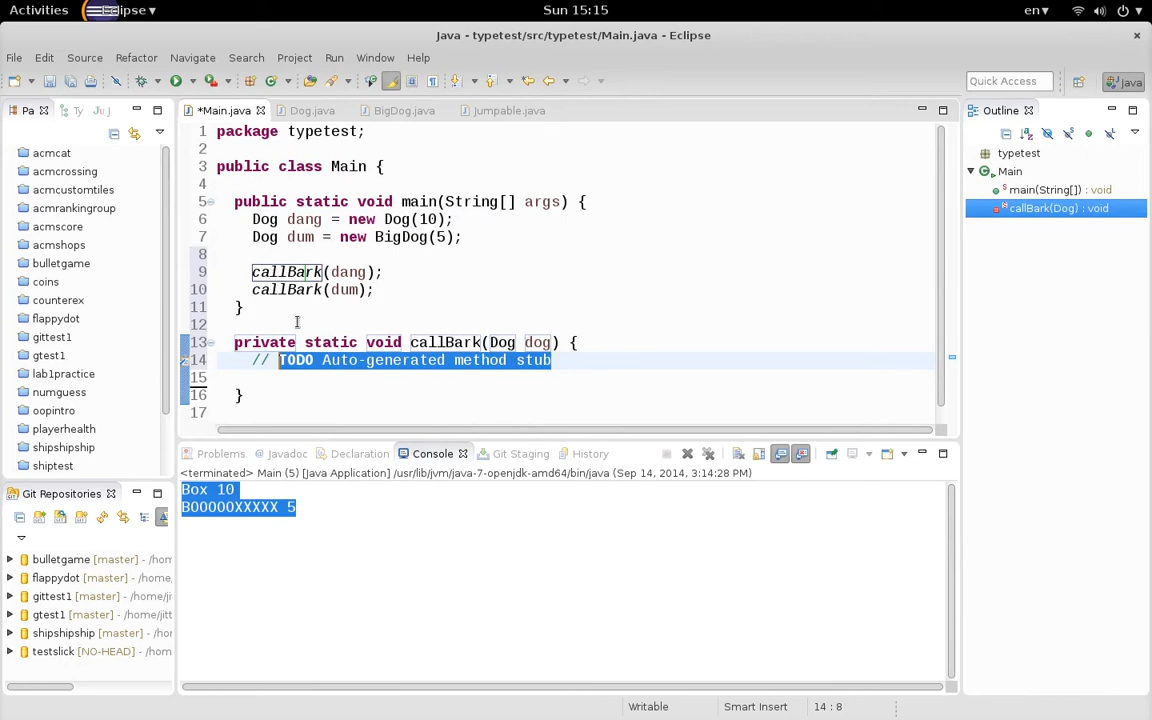 Activities Eclipse Sun 15:15 en
Java - typetest/src/typetest/Main.java - Eclipse
File Edit Source Refactor Navigate Search Project Run Window Help
Quick Access Java
Pa Ty Ju *Main.java Dog.java BigDog.java Jumpable.java Outline
1 package typetest;
2
3 public class Main {
4
5 public static void main(String[] args) {
6 Dog dang = new Dog(10);
7 Dog dum = new BigDog(5);
8
9 callBark(dang);
10 callBark(dum);
11 }
12
13 private static void callBark(Dog dog) {
14 // TODO Auto-generated method stub
15
16 }
17
acmcat
acmcrossing
acmcustomtiles
acmrankinggroup
acmscore
acmshops
bulletgame
coins
counterex
flappydot
gittest1
gtest1
lab1practice
numguess
oopintro
playerhealth
shipshipship
shiptest
typetest
Main
main(String[]) : void
callBark(Dog) : void
Problems Javadoc Declaration Console Git Staging History
<terminated> Main (5) [Java Application] /usr/lib/jvm/java-7-openjdk-amd64/bin/java (Sep 14, 2014, 3:14:28 PM)
Box 10
BOOOOOXXXXX 5
Git Repositories
bulletgame [master] - /hom
flappydot [master] - /home,
gittest1 [master] - /home/ji
gtest1 [master] - /home/jit
shipshipship [master] - /ho
testslick [NO-HEAD] - /hom
Writable Smart Insert 14 : 8